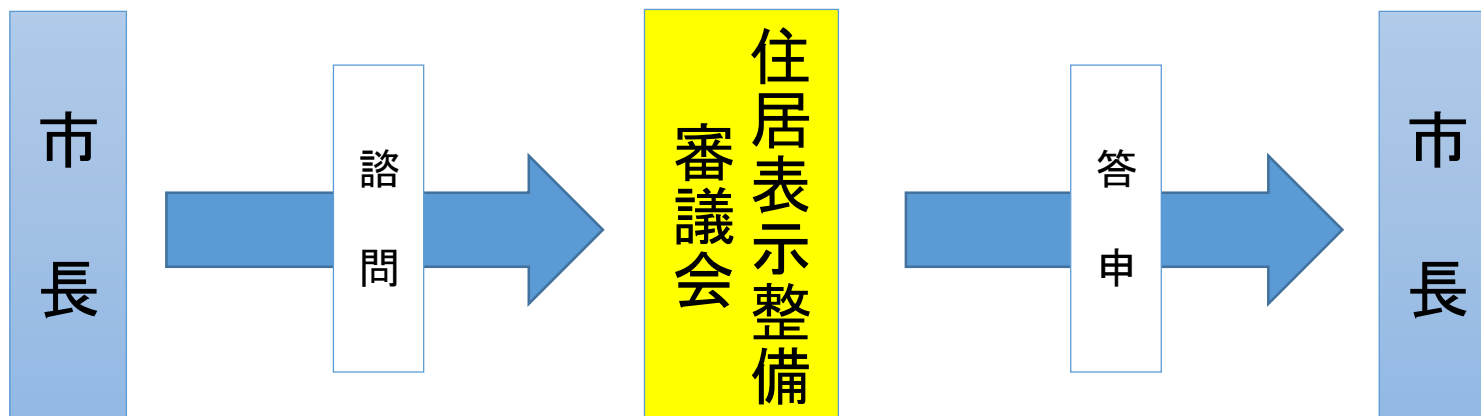 市長
諮問
住居表示整備
審議会
答申
市長